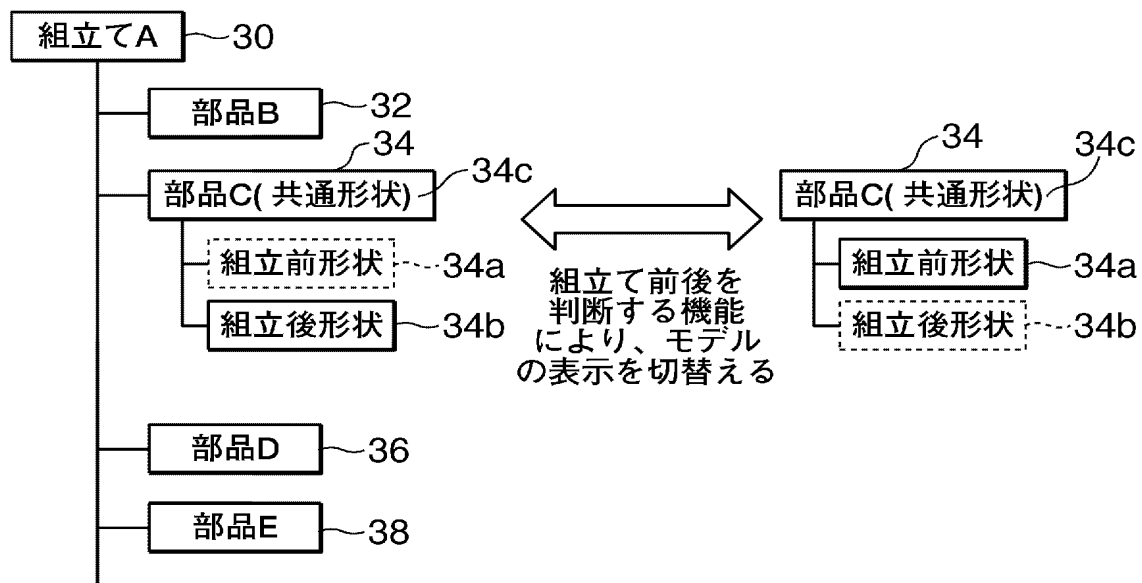 組立てA 30
部品B 32
34 34
部品C( 共通形状) 34c 部品C( 共通形状) 34c
組立前形状 34a 組立前形状 34a
組立後形状 34b 組立後形状 34b
組立て前後を
判断する機能
により、モデル
の表示を切替える
部品D 36
部品E 38